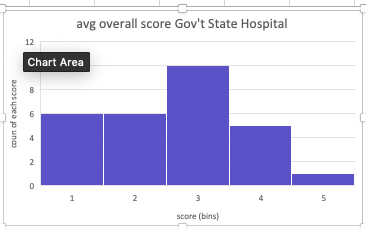 avg overall score Gov't State Hospital
12
Chart Area
8
6
4
2
0
coun of each score
1 2 3 4 5
score (bins)